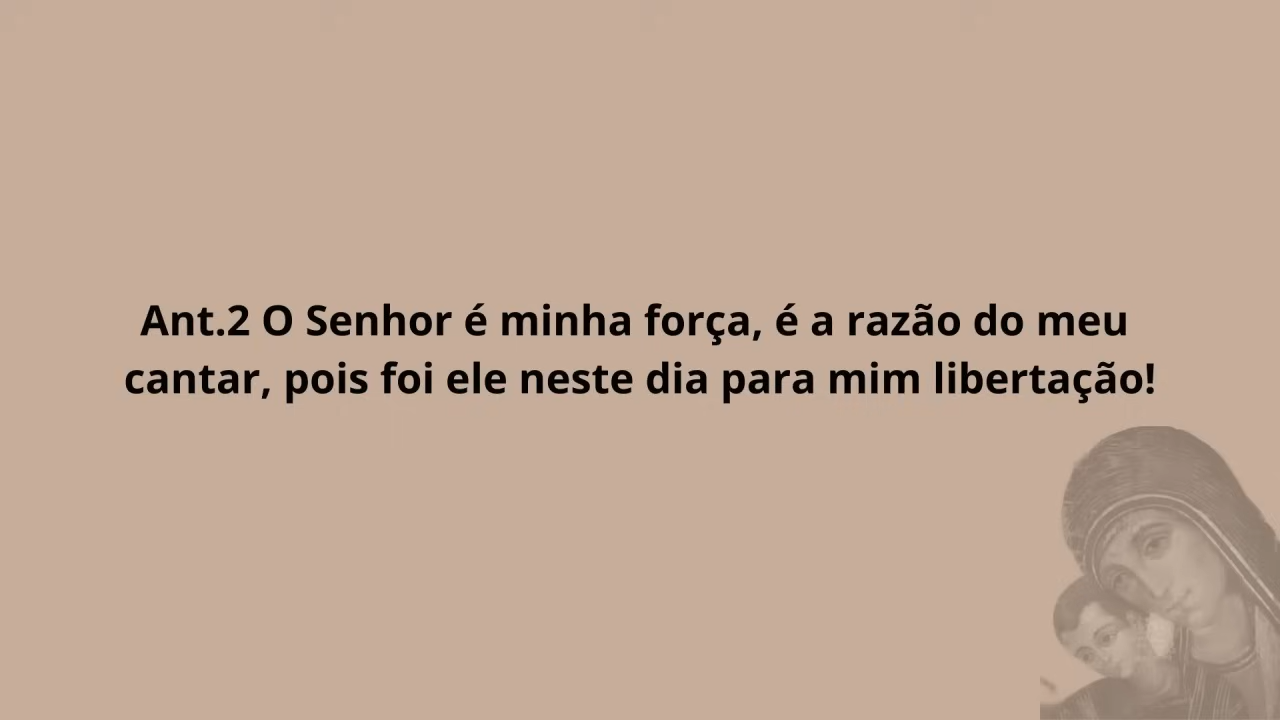 Ant.2 O Senhor é minha força, é a razão do meu
cantar, pois foi ele neste dia para mim libertação!